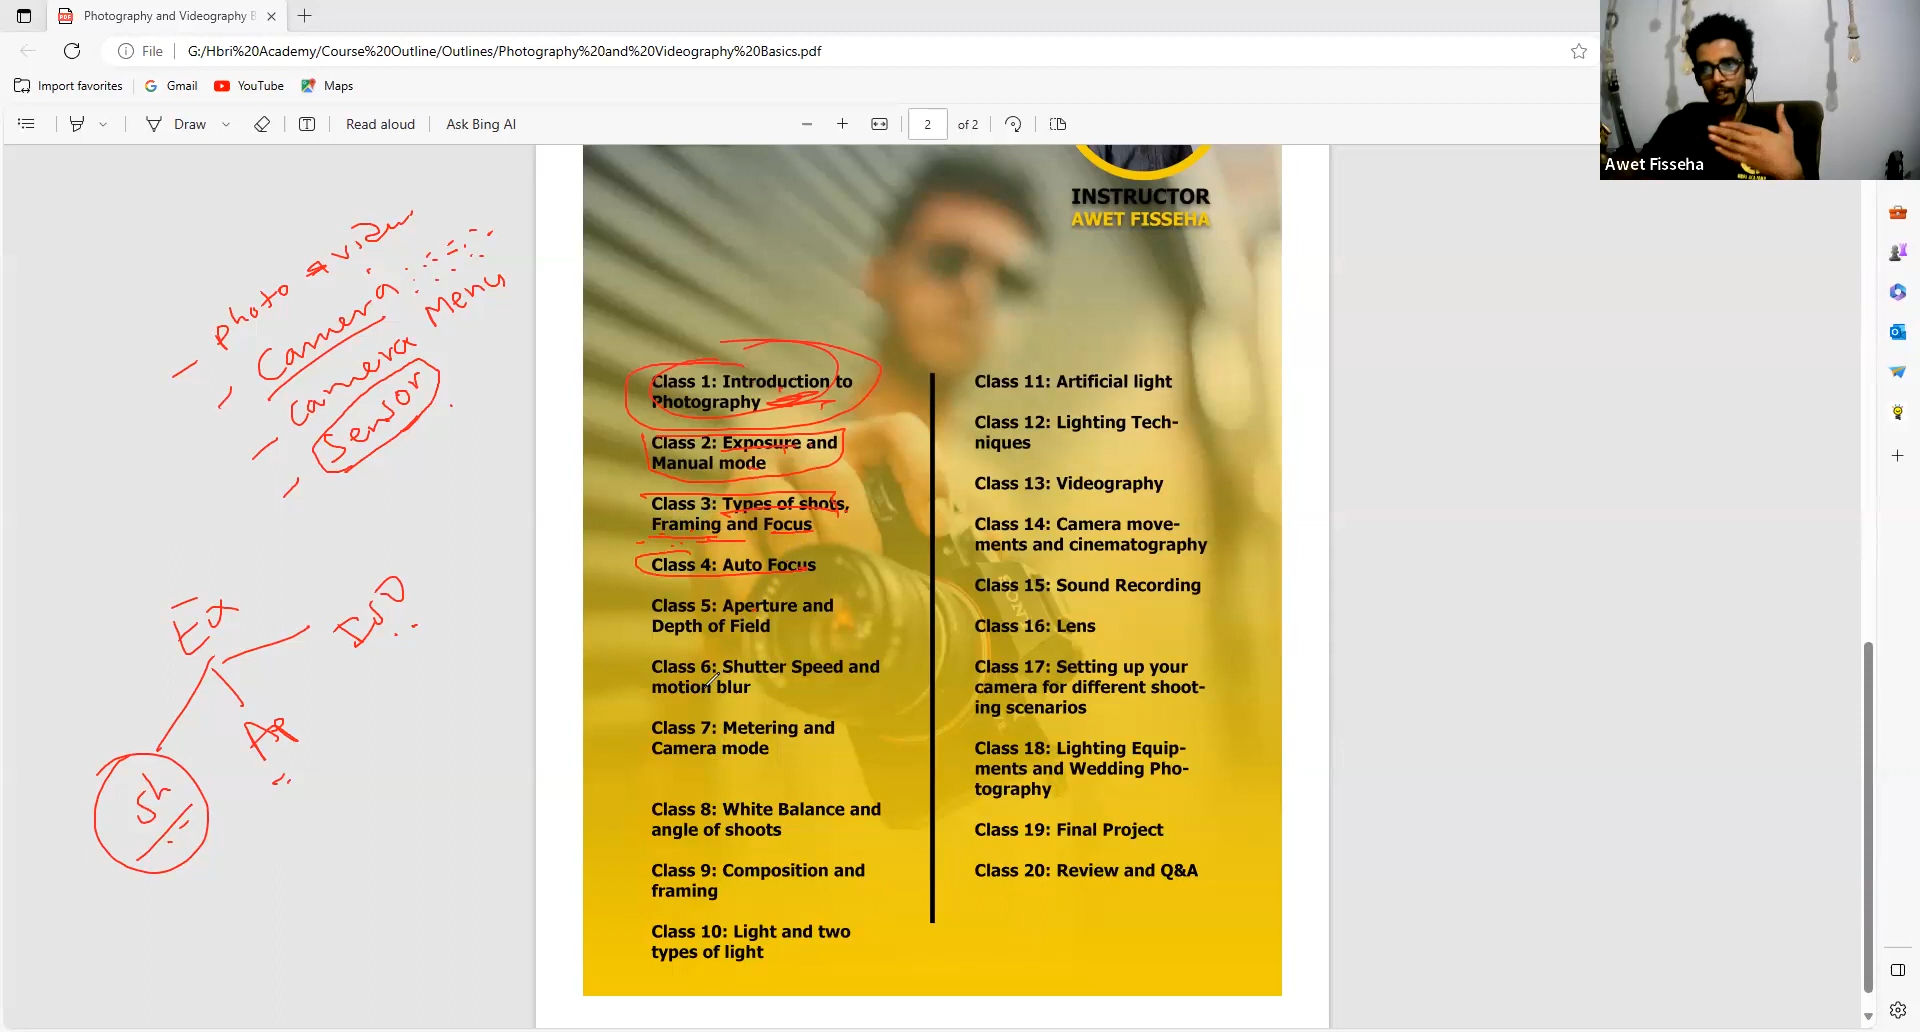 Photography and Videography B
File
G:/Hbri%20Academy/Course%20Outline/Outlines/Photography%20and%20Videography%20Basics.pdf
Import favorites
Gmail
YouTube
Maps
Draw
Read aloud
Ask Bing AI
2
of 2
Awet Fisseha
INSTRUCTOR
AWET FISSEHA
photo video
Camera
Camera Menu
Sensor
Class 1: Introduction to
Photography
Class 2: Exposure and
Manual mode
Class 3: Types of shots,
Framing and Focus
Class 4: Auto Focus
Class 5: Aperture and
Depth of Field
Class 6: Shutter Speed and
motion blur
Class 7: Metering and
Camera mode
Class 8: White Balance and
angle of shoots
Class 9: Composition and
framing
Class 10: Light and two
types of light
Class 11: Artificial light
Class 12: Lighting Tech-
niques
Class 13: Videography
Class 14: Camera move-
ments and cinematography
Class 15: Sound Recording
Class 16: Lens
Class 17: Setting up your
camera for different shoot-
ing scenarios
Class 18: Lighting Equip-
ments and Wedding Pho-
tography
Class 19: Final Project
Class 20: Review and Q&A
SONY
Ex
ISO
Ap
Sh